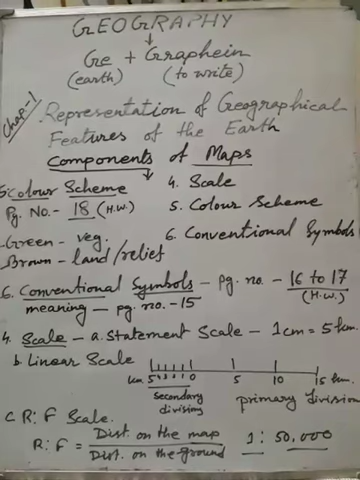 GEOGRAPHY
↓
Ge + Graphein
(earth) (to write)
Chap-1
Representation of Geographical
Features of the Earth
Components of Maps
↓
5. Colour Scheme
Pg. No. - 18 (H.W.)
4. Scale
5. Colour Scheme
6. Conventional Symbols
Green - veg.
Brown - land/relief
6. Conventional Symbols - pg. no. - 16 to 17
(H.W.)
meaning - pg. no. - 15
4. Scale - a. Statement Scale - 1cm = 5 km.
b. Linear Scale
km 5 0 5 10 15 km.
secondary division
primary division
C. R: F Scale.
R: F = Dist. on the map
Dist. on the ground
1 : 50,000